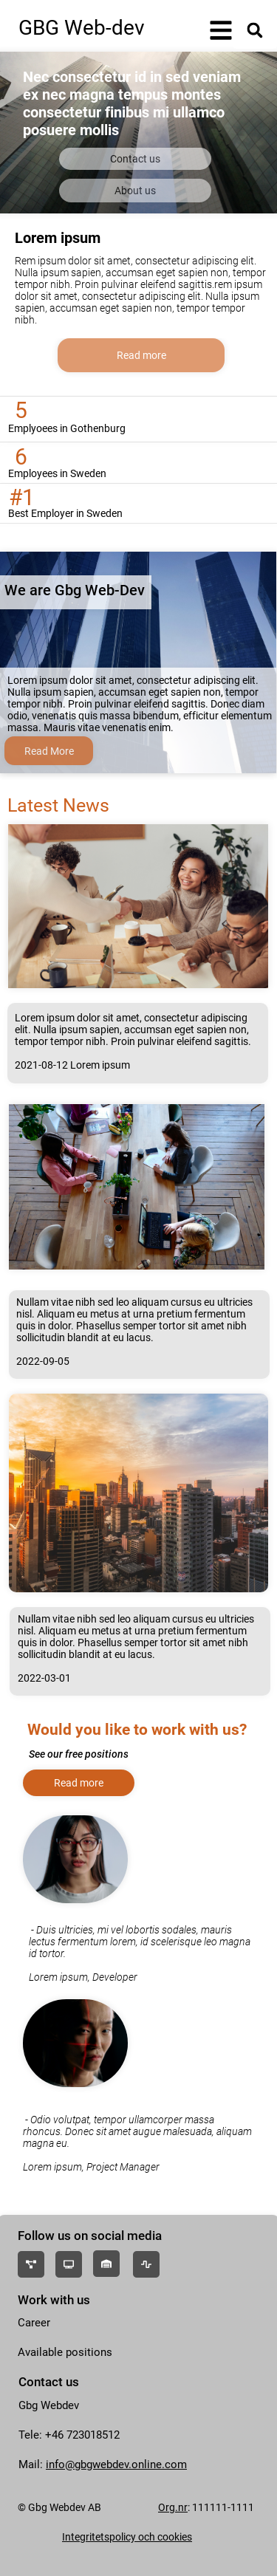 GBG Web-dev
Nec consectetur id in sed veniam
ex nec magna tempus montes
consectetur finibus mi ullamco
posuere mollis
Contact us
About us
Lorem ipsum
Rem ipsum dolor sit amet, consectetur adipiscing elit.
Nulla ipsum sapien, accumsan eget sapien non, tempor
tempor nibh. Proin pulvinar eleifend sagittis.rem ipsum
dolor sit amet, consectetur adipiscing elit. Nulla ipsum
sapien, accumsan eget sapien non, tempor tempor
nibh.
Read more
5
Emplyoees in Gothenburg
6
Employees in Sweden
#1
Best Employer in Sweden
We are Gbg Web-Dev
Lorem ipsum dolor sit amet, consectetur adipiscing elit.
Nulla ipsum sapien, accumsan eget sapien non, tempor
tempor nibh. Proin pulvinar eleifend sagittis. Donec diam
odio, venenatis quis massa bibendum, efficitur elementum
massa. Mauris vitae venenatis enim.
Read More
Latest News
Lorem ipsum dolor sit amet, consectetur adipiscing
elit. Nulla ipsum sapien, accumsan eget sapien non,
tempor tempor nibh. Proin pulvinar eleifend sagittis.
2021-08-12 Lorem ipsum
Nullam vitae nibh sed leo aliquam cursus eu ultricies
nisl. Aliquam eu metus at urna pretium fermentum
quis in dolor. Phasellus semper tortor sit amet nibh
sollicitudin blandit at eu lacus.
2022-09-05
Nullam vitae nibh sed leo aliquam cursus eu ultricies
nisl. Aliquam eu metus at urna pretium fermentum
quis in dolor. Phasellus semper tortor sit amet nibh
sollicitudin blandit at eu lacus.
2022-03-01
Would you like to work with us?
See our free positions
Read more
- Duis ultricies, mi vel lobortis sodales, mauris
lectus fermentum lorem, id scelerisque leo magna
id tortor.
Lorem ipsum, Developer
- Odio volutpat, tempor ullamcorper massa
rhoncus. Donec sit amet augue malesuada, aliquam
magna eu.
Lorem ipsum, Project Manager
Follow us on social media
Work with us
Career
Available positions
Contact us
Gbg Webdev
Tele: +46 723018512
Mail: info@gbgwebdev.online.com
© Gbg Webdev AB Org.nr: 111111-1111
Integritetspolicy och cookies